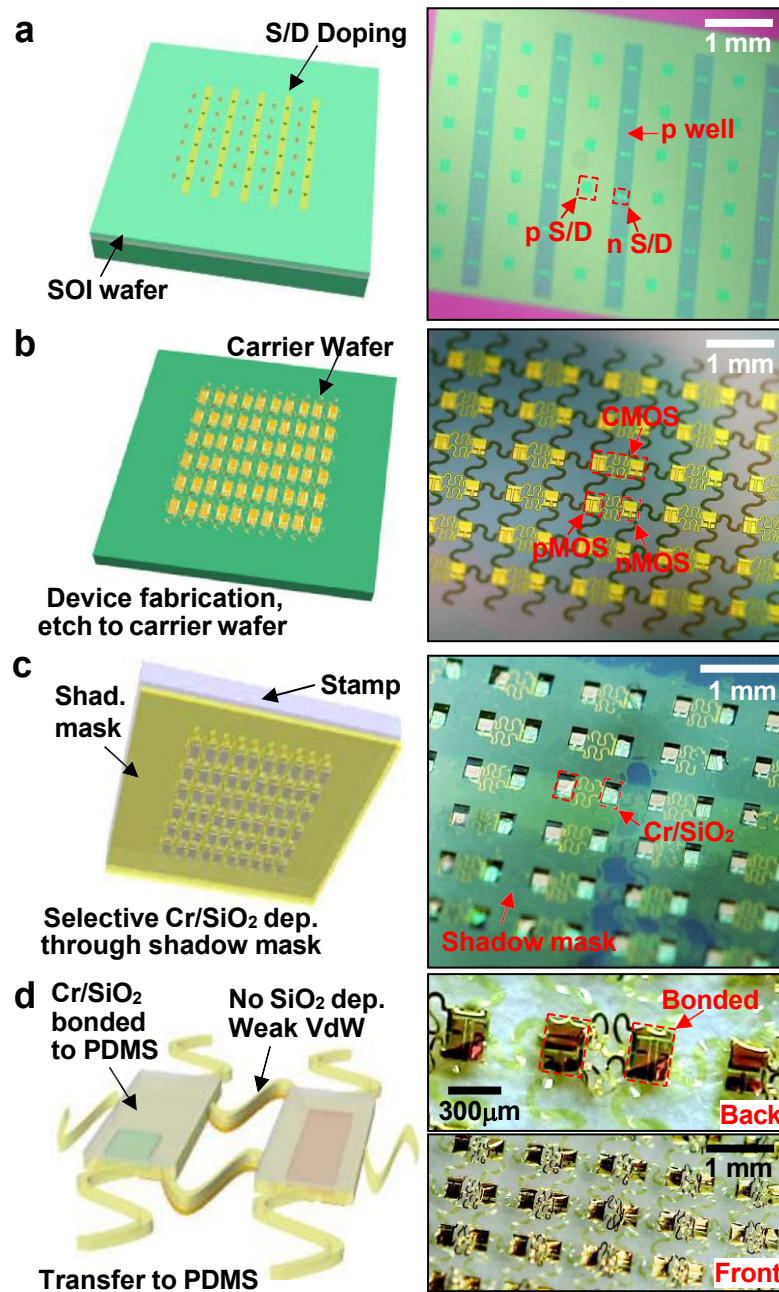 a
S/D Doping
SOI wafer
1 mm
p well
p S/D
n S/D
b
Carrier Wafer
Device fabrication,
etch to carrier wafer
1 mm
CMOS
pMOS
nMOS
c
Shad.
mask
Stamp
Selective Cr/SiO₂ dep.
through shadow mask
1 mm
Cr/SiO₂
Shadow mask
d
Cr/SiO₂
bonded
to PDMS
No SiO₂ dep.
Weak VdW
Transfer to PDMS
Bonded
300μm
Back
1 mm
Front